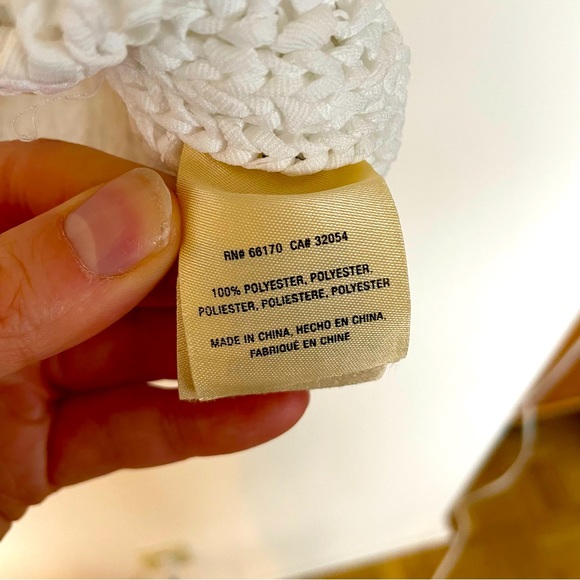 RN# 66170 CA# 32054
100% POLYESTER, POLYESTER,
POLIESTER, POLIESTERE, POLYESTER
MADE IN CHINA, HECHO EN CHINA,
FABRIQUÉ EN CHINE